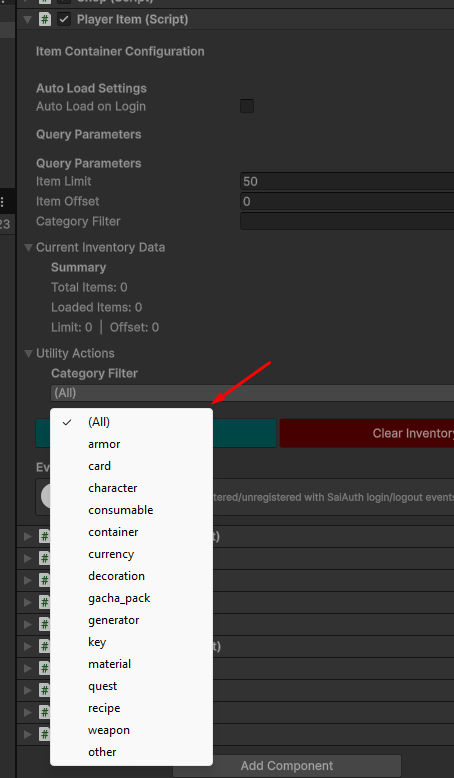 Player Item (Script)
Item Container Configuration
Auto Load Settings
Auto Load on Login
Query Parameters
Query Parameters
Item Limit 50
Item Offset 0
23
Category Filter
Current Inventory Data
Summary
Total Items: 0
Loaded Items: 0
Limit: 0 | Offset: 0
Utility Actions
Category Filter
(All)
(All)
armor
card
character
consumable
container
currency
decoration
gacha_pack
generator
key
material
quest
recipe
weapon
other
Clear Inventory
Eve
tered/unregistered with SaiAuth login/logout events
t)
t)
Add Component